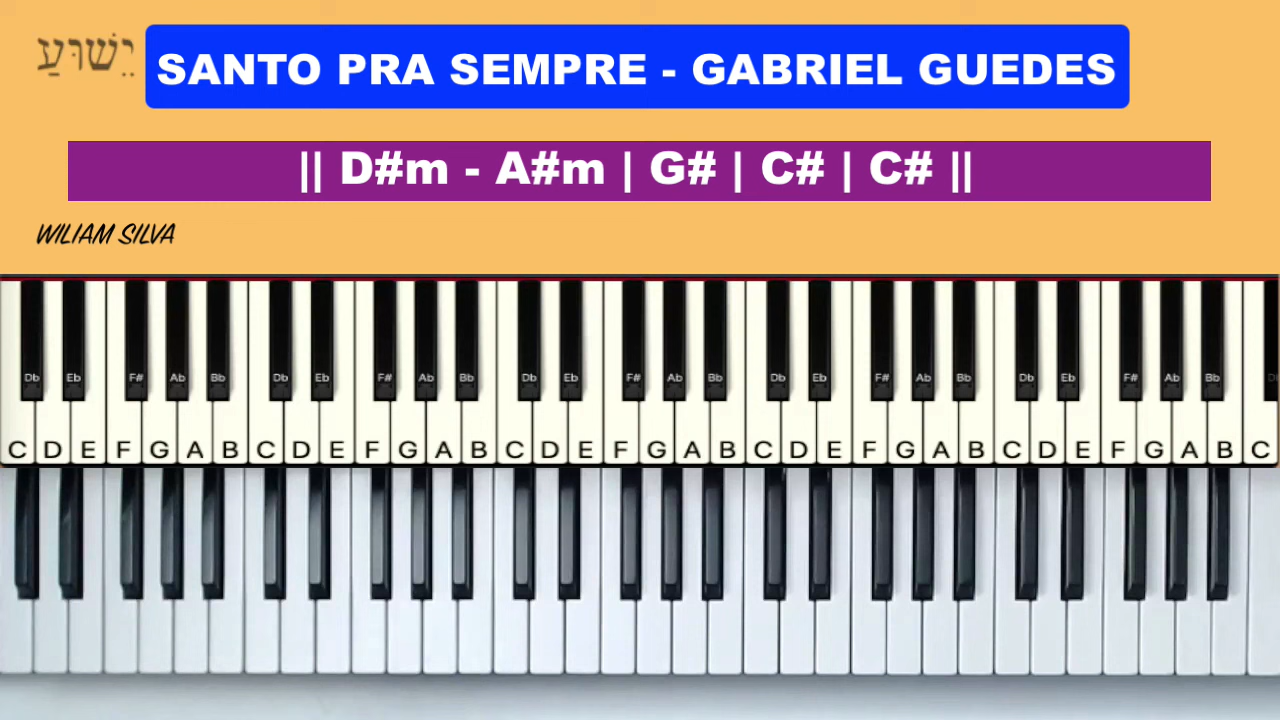 יֵשׁוּעַ
SANTO PRA SEMPRE - GABRIEL GUEDES
|| D#m - A#m | G# | C# | C# ||
WILIAM SILVA
Db Eb F# Ab Bb Db Eb F# Ab Bb Db Eb F# Ab Bb Db Eb F# Ab Bb Db Eb F# Ab Bb D
C D E F G A B C D E F G A B C D E F G A B C D E F G A B C D E F G A B C